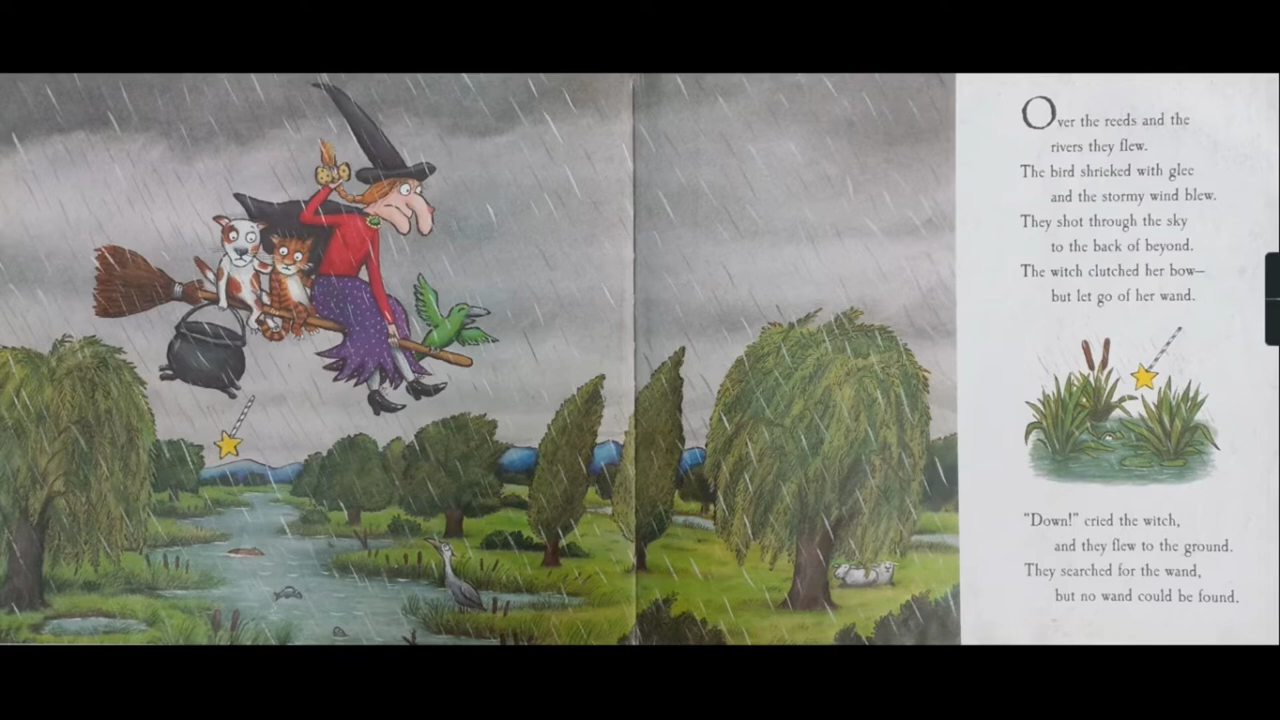 Over the reeds and the
rivers they flew.
The bird shrieked with glee
and the stormy wind blew.
They shot through the sky
to the back of beyond.
The witch clutched her bow—
but let go of her wand.
"Down!" cried the witch,
and they flew to the ground.
They searched for the wand,
but no wand could be found.